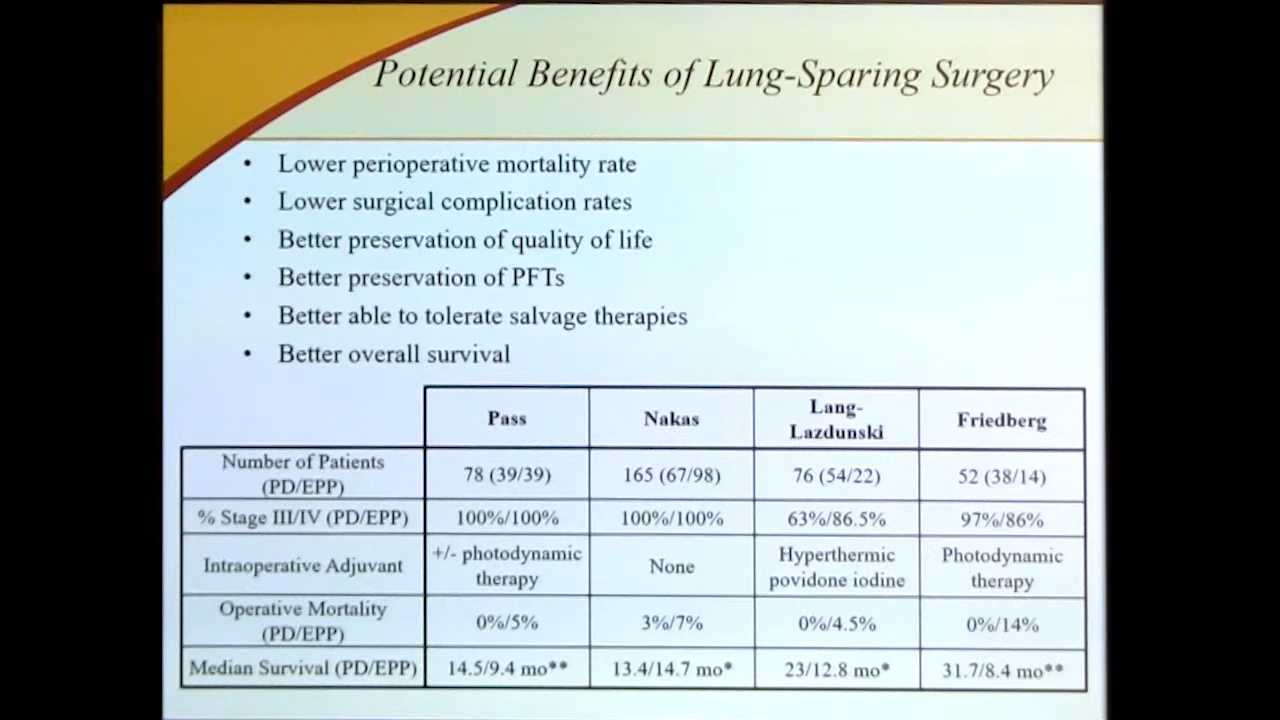 Potential Benefits of Lung-Sparing Surgery
• Lower perioperative mortality rate
• Lower surgical complication rates
• Better preservation of quality of life
• Better preservation of PFTs
• Better able to tolerate salvage therapies
• Better overall survival
Pass Nakas Lang-Lazdunski Friedberg
Number of Patients (PD/EPP) 78 (39/39) 165 (67/98) 76 (54/22) 52 (38/14)
% Stage III/IV (PD/EPP) 100%/100% 100%/100% 63%/86.5% 97%/86%
Intraoperative Adjuvant +/- photodynamic therapy None Hyperthermic povidone iodine Photodynamic therapy
Operative Mortality (PD/EPP) 0%/5% 3%/7% 0%/4.5% 0%/14%
Median Survival (PD/EPP) 14.5/9.4 mo** 13.4/14.7 mo* 23/12.8 mo* 31.7/8.4 mo**